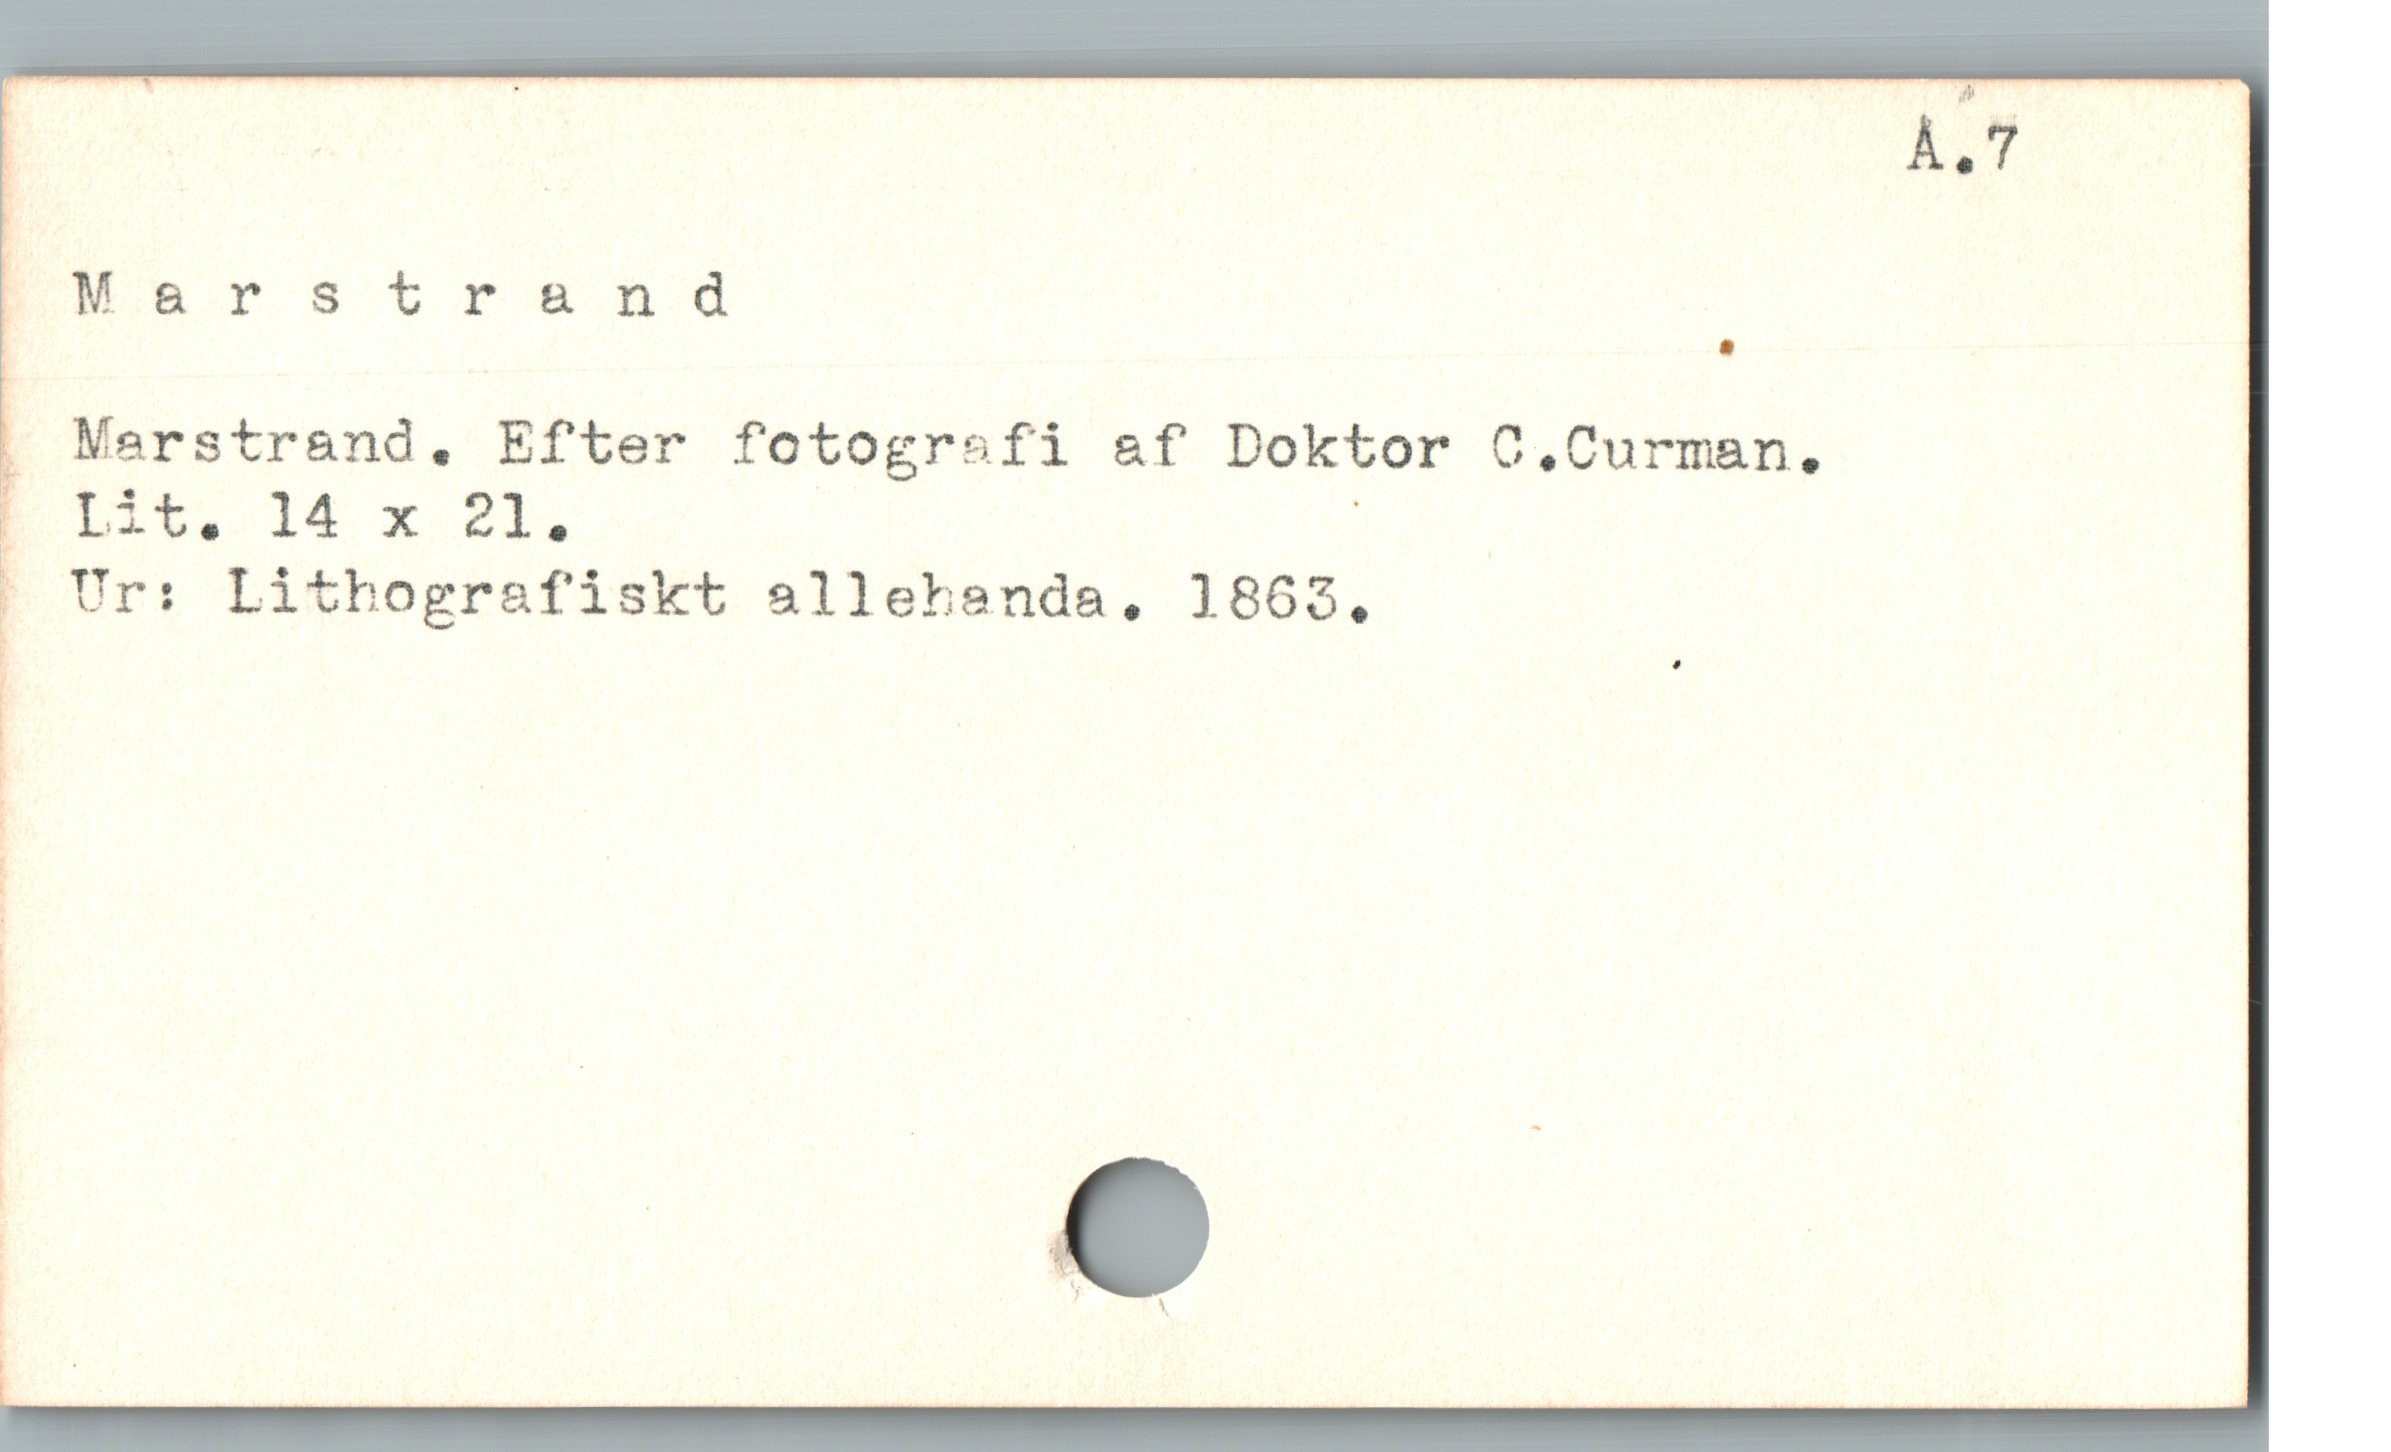 A.7
M a r s t r a n d
Marstrand. Efter fotografi af Doktor C.Curman.
Lit. 14 x 21.
Ur: Lithografiskt allehanda. 1863.